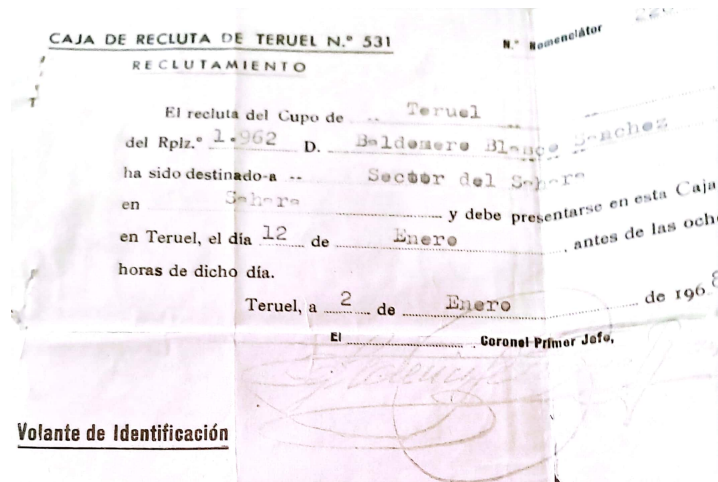 CAJA DE RECLUTA DE TERUEL N.º 531
N.º Nomenclátor
RECLUTAMIENTO
El recluta del Cupo de Teruel
del Rplz.º 1.962 D. Baldomero Blanco Sanchez
ha sido destinado a -- Sector del Sahara
en Sahara y debe presentarse en esta Caja
en Teruel, el día 12 de Enero, antes de las ocho
horas de dicho día.
Teruel, a 2 de Enero de 1968
El Coronel Primer Jefe,
Volante de Identificación